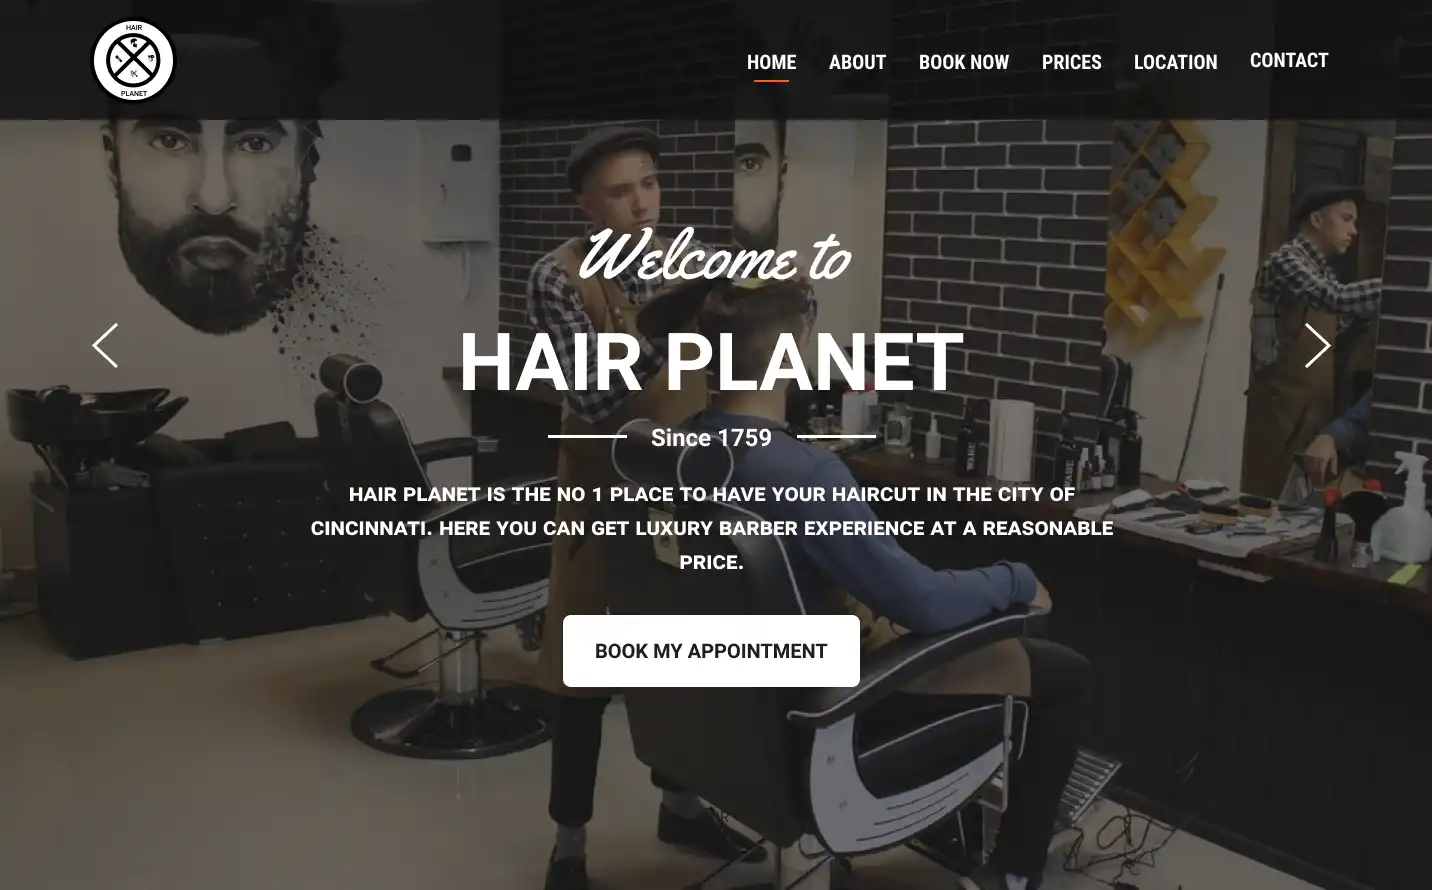 HAIR
PLANET
HOME ABOUT BOOK NOW PRICES LOCATION CONTACT
Welcome to
HAIR PLANET
Since 1759
HAIR PLANET IS THE NO 1 PLACE TO HAVE YOUR HAIRCUT IN THE CITY OF
CINCINNATI. HERE YOU CAN GET LUXURY BARBER EXPERIENCE AT A REASONABLE
PRICE.
BOOK MY APPOINTMENT